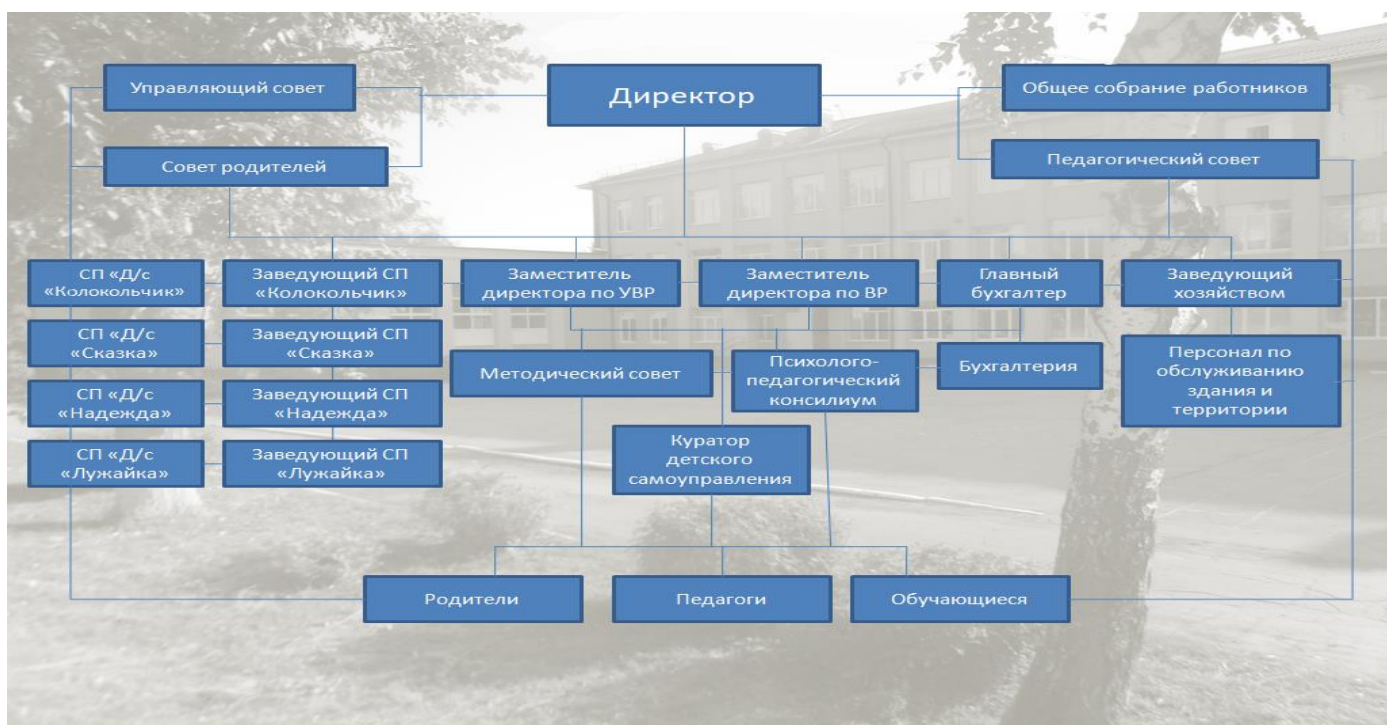 Управляющий совет
Директор
Общее собрание работников
Совет родителей
Педагогический совет
СП «Д/с
«Колокольчик»
Заведующий СП
«Колокольчик»
Заместитель
директора по УВР
Заместитель
директора по ВР
Главный
бухгалтер
Заведующий
хозяйством
СП «Д/с
«Сказка»
Заведующий СП
«Сказка»
Методический совет
Психолого-
педагогический
консилиум
Бухгалтерия
Персонал по
обслуживанию
здания и
территории
СП «Д/с
«Надежда»
Заведующий СП
«Надежда»
СП «Д/с
«Лужайка»
Заведующий СП
«Лужайка»
Куратор
детского
самоуправления
Родители
Педагоги
Обучающиеся